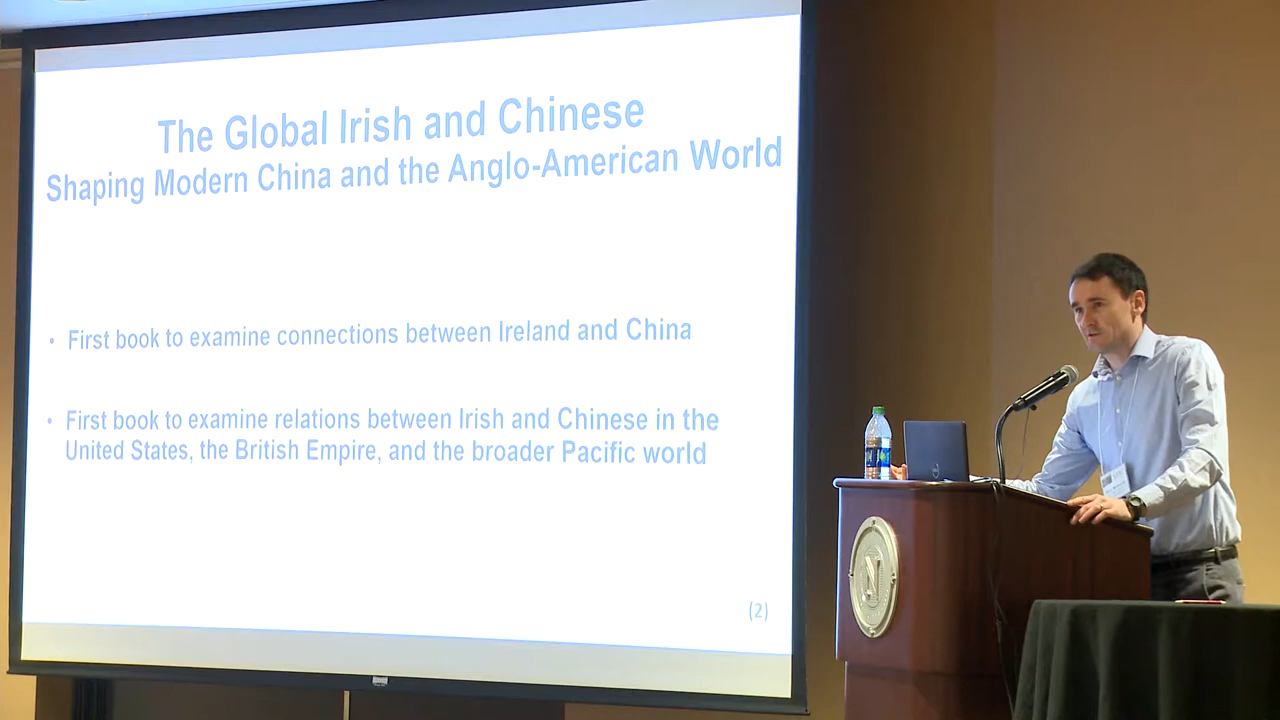 The Global Irish and Chinese
Shaping Modern China and the Anglo-American World
• First book to examine connections between Ireland and China
• First book to examine relations between Irish and Chinese in the
United States, the British Empire, and the broader Pacific world
(2)
N